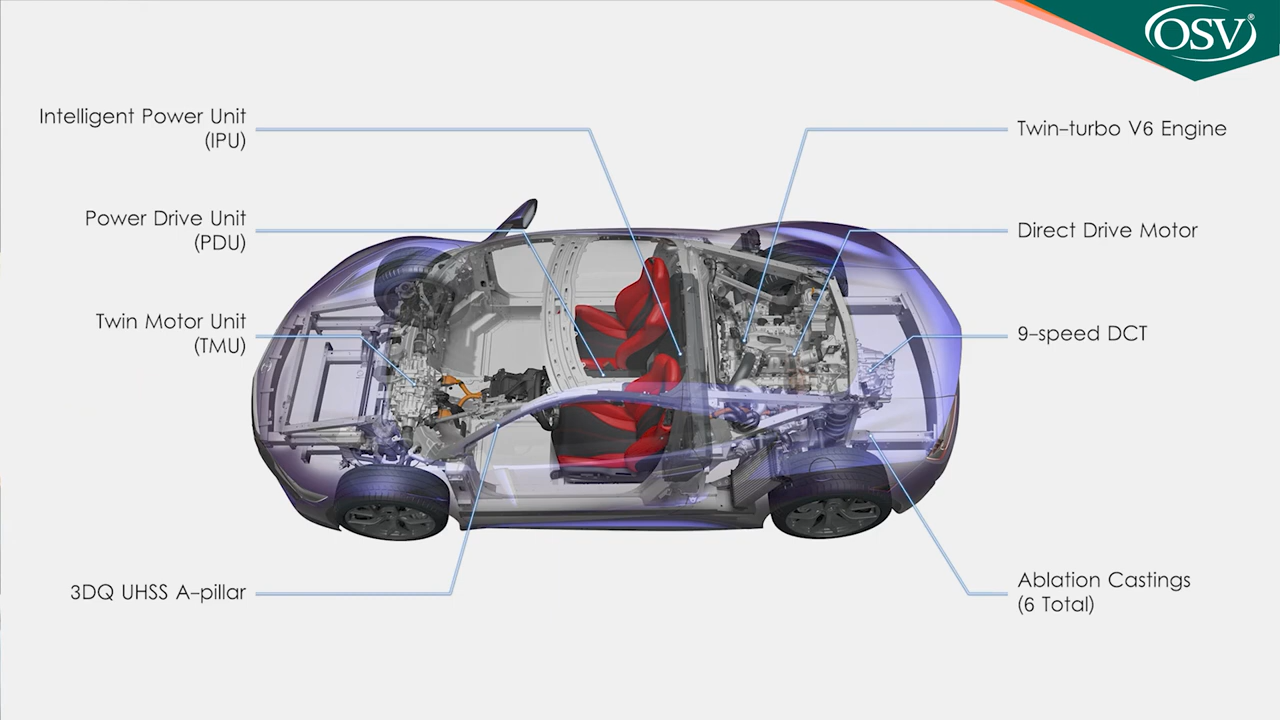 OSV®
Intelligent Power Unit
(IPU)
Twin-turbo V6 Engine
Power Drive Unit
(PDU)
Direct Drive Motor
Twin Motor Unit
(TMU)
9-speed DCT
3DQ UHSS A-pillar
Ablation Castings
(6 Total)